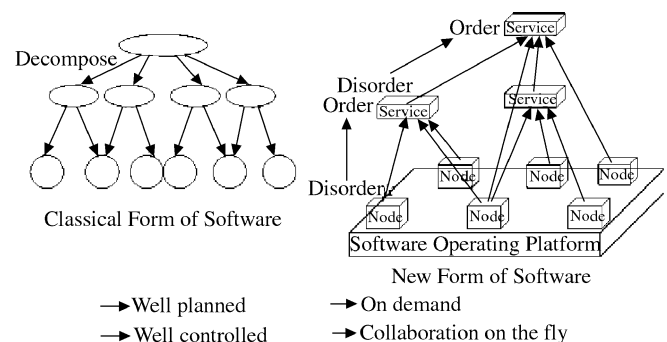 Decompose
Classical Form of Software
Order
Service
Disorder
Order
Service
Service
Disorder
Node
Node
Node
Node
Node
Node
Software Operating Platform
New Form of Software
Well planned
On demand
Well controlled
Collaboration on the fly